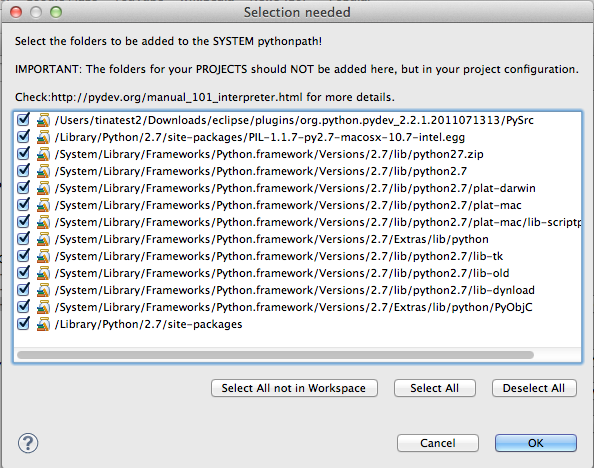 Selection needed
Select the folders to be added to the SYSTEM pythonpath!
IMPORTANT: The folders for your PROJECTS should NOT be added here, but in your project configuration.
Check:http://pydev.org/manual_101_interpreter.html for more details.
/Users/tinatest2/Downloads/eclipse/plugins/org.python.pydev_2.2.1.2011071313/PySrc
/Library/Python/2.7/site-packages/PIL-1.1.7-py2.7-macosx-10.7-intel.egg
/System/Library/Frameworks/Python.framework/Versions/2.7/lib/python27.zip
/System/Library/Frameworks/Python.framework/Versions/2.7/lib/python2.7
/System/Library/Frameworks/Python.framework/Versions/2.7/lib/python2.7/plat-darwin
/System/Library/Frameworks/Python.framework/Versions/2.7/lib/python2.7/plat-mac
/System/Library/Frameworks/Python.framework/Versions/2.7/lib/python2.7/plat-mac/lib-scriptp
/System/Library/Frameworks/Python.framework/Versions/2.7/Extras/lib/python
/System/Library/Frameworks/Python.framework/Versions/2.7/lib/python2.7/lib-tk
/System/Library/Frameworks/Python.framework/Versions/2.7/lib/python2.7/lib-old
/System/Library/Frameworks/Python.framework/Versions/2.7/lib/python2.7/lib-dynload
/System/Library/Frameworks/Python.framework/Versions/2.7/Extras/lib/python/PyObjC
/Library/Python/2.7/site-packages
Select All not in Workspace Select All Deselect All
? Cancel OK